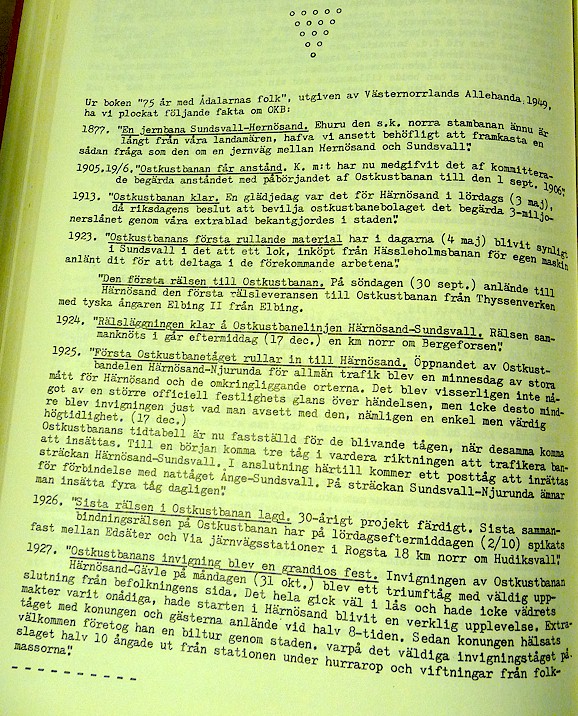 Ur boken "75 år med Ådalarnas folk", utgiven av Västernorrlands Allehanda,1949,
ha vi plockat följande fakta om OKB:
1877. "En jernbana Sundsvall-Hernösand. Ehuru den s.k. norra stambanan ännu är
långt från våra landamären, hafva vi ansett behöfligt att framkasta en
sådan fråga som den om en jernväg mellan Hernösand och Sundsvall".
1905.19/6."Ostkustbanan får anstånd. K. m:t har nu medgifvit det af kommittera-
de begärda anståndet med påbörjandet af Ostkustbanan till den 1 sept. 1906".
1913. "Ostkustbanan klar. En glädjedag var det för Härnösand i lördags (3 maj),
då riksdagens beslut att bevilja ostkustbanebolaget det begärda 3-miljo-
nerslånet genom våra extrablad bekantgjordes i staden".
1923. "Ostkustbanans första rullande material har i dagarna (4 maj) blivit synligt
i Sundsvall i det att ett lok, inköpt från Hässleholmsbanan för egen maskin
anlänt dit för att deltaga i de förekommande arbetena".
"Den första rälsen till Ostkustbanan. På söndagen (30 sept.) anlände till
Härnösand den första rälsleveransen till Ostkustbanan från Thyssenverken
med tyska ångaren Elbing II från Elbing.
1924. "Rälsläggningen klar å Ostkustbanelinjen Härnösand-Sundsvall. Rälsen sam-
manknöts i går eftermiddag (17 dec.) en km norr om Bergeforsen".
1925. "Första Ostkustbanetåget rullar in till Härnösand. Öppnandet av Ostkust-
bandelen Härnösand-Njurunda för allmän trafik blev en minnesdag av stora
mått för Härnösand och de omkringliggande orterna. Det blev visserligen inte nå-
got av en större officiell festlighets glans över händelsen, men icke desto mind-
re blev invigningen just vad man avsett med den, nämligen en enkel men värdig
högtidlighet. (17 dec.)
Ostkustbanans tidtabell är nu fastställd för de blivande tågen, när desamma komma
att insättas. Till en början komma tre tåg i vardera riktningen att trafikera ban-
sträckan Härnösand-Sundsvall. I anslutning härtill kommer ett posttåg att inrättas
för förbindelse med nattåget Ånge-Sundsvall. På sträckan Sundsvall-Njurunda ämnar
man insätta fyra tåg dagligen".
1926. "Sista rälsen i Ostkustbanan lagd. 30-årigt projekt färdigt. Sista samman-
bindningsrälsen på Ostkustbanan har på lördagseftermiddagen (2/10) spikats
fast mellan Edsäter och Via järnvägsstationer i Rogsta 18 km norr om Hudiksvall".
1927. "Ostkustbanans invigning blev en grandios fest. Invigningen av Ostkustbanan
Härnösand-Gävle på måndagen (31 okt.) blev ett triumftåg med väldig upp-
slutning från befolkningens sida. Det hela gick väl i lås och hade icke vädrets
makter varit onådiga, hade starten i Härnösand blivit en verklig upplevelse. Extra-
tåget med konungen och gästerna anlände vid halv 8-tiden. Sedan konungen hälsats
välkommen företog han en biltur genom staden, varpå det väldiga invigningståget på
slaget halv 10 ångade ut från stationen under hurrarop och viftningar från folk-
massorna".